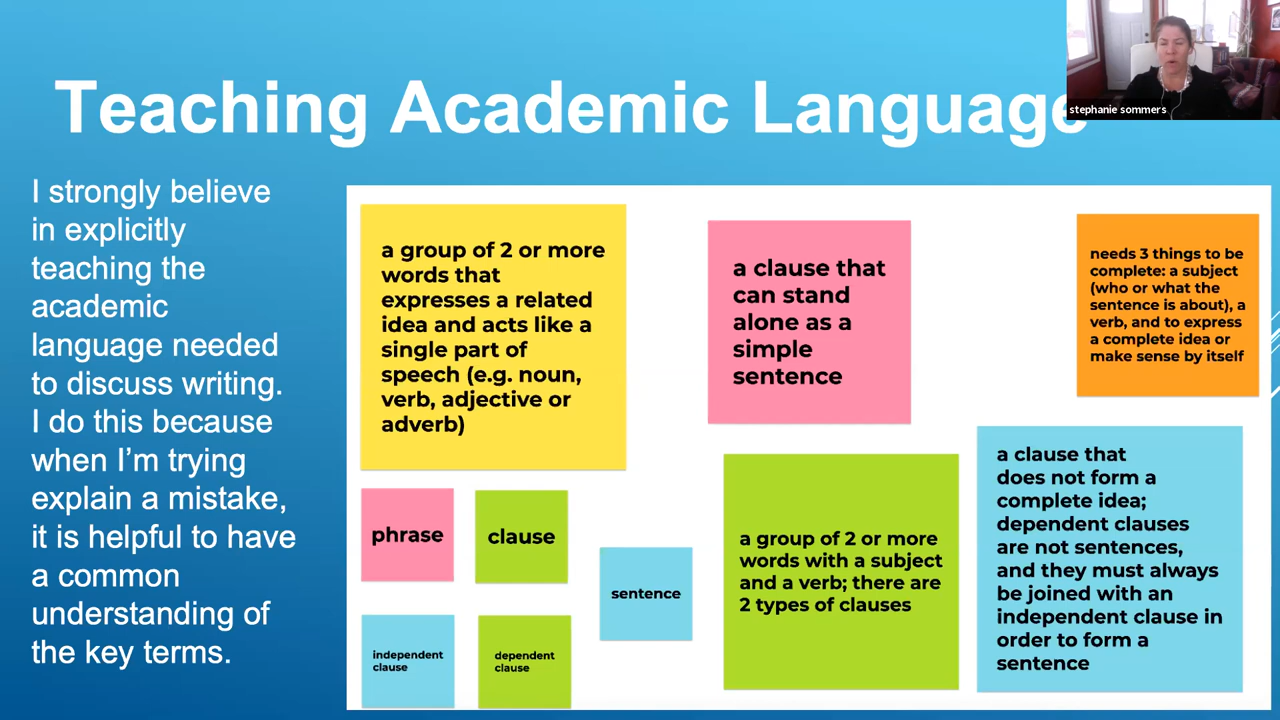 Teaching Academic Language
stephanie sommers
I strongly believe
in explicitly
teaching the
academic
language needed
to discuss writing.
I do this because
when I’m trying
explain a mistake,
it is helpful to have
a common
understanding of
the key terms.
a group of 2 or more
words that
expresses a related
idea and acts like a
single part of
speech (e.g. noun,
verb, adjective or
adverb)
a clause that
can stand
alone as a
simple
sentence
needs 3 things to be
complete: a subject
(who or what the
sentence is about), a
verb, and to express
a complete idea or
make sense by itself
phrase
clause
sentence
independent
clause
dependent
clause
a group of 2 or more
words with a subject
and a verb; there are
2 types of clauses
a clause that
does not form a
complete idea;
dependent clauses
are not sentences,
and they must always
be joined with an
independent clause in
order to form a
sentence